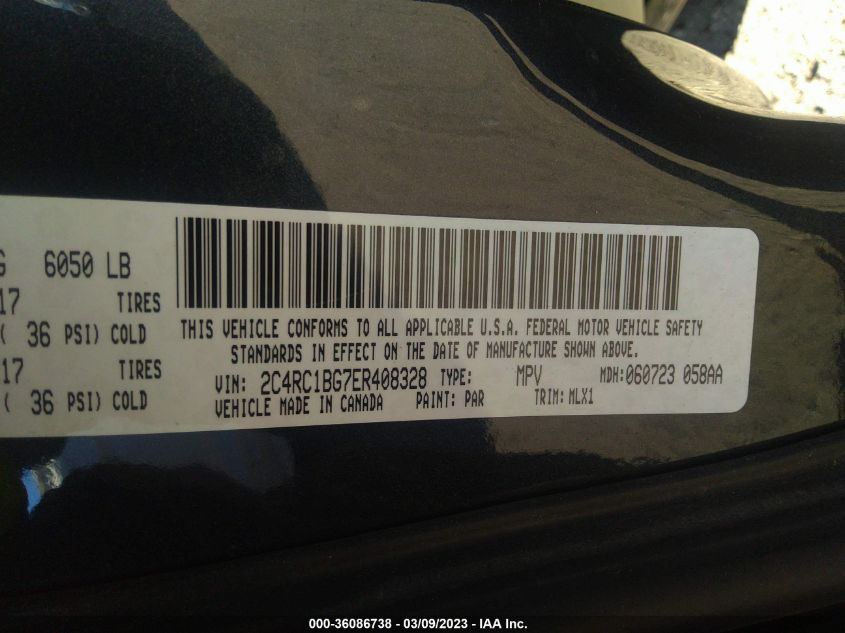 G 6050 LB
17 TIRES
( 36 PSI) COLD
17 TIRES
( 36 PSI) COLD
THIS VEHICLE CONFORMS TO ALL APPLICABLE U.S.A. FEDERAL MOTOR VEHICLE SAFETY
STANDARDS IN EFFECT ON THE DATE OF MANUFACTURE SHOWN ABOVE.
VIN: 2C4RC1BG7ER408328 TYPE: MPV MDH:060723 058AA
VEHICLE MADE IN CANADA PAINT: PAR TRIM:MLX1
000-36086738 - 03/09/2023 - IAA Inc.